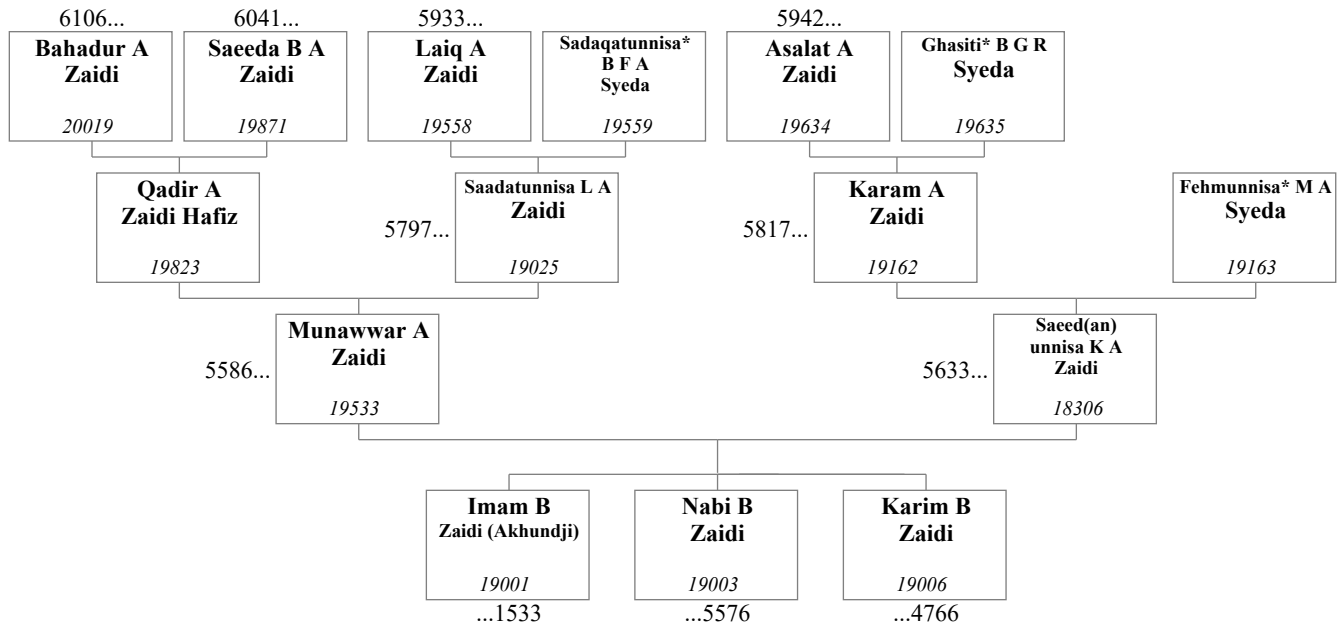 6106...
6041...
5933...
5942...
Bahadur A
Zaidi
20019
Saeeda B A
Zaidi
19871
Laiq A
Zaidi
19558
Sadaqatunnisa*
B F A
Syeda
19559
Asalat A
Zaidi
19634
Ghasiti* B G R
Syeda
19635
Qadir A
Zaidi Hafiz
19823
5797...
Saadatunnisa L A
Zaidi
19025
5817...
Karam A
Zaidi
19162
Fehmunnisa* M A
Syeda
19163
5586...
Munawwar A
Zaidi
19533
5633...
Saeed(an)
unnisa K A
Zaidi
18306
Imam B
Zaidi (Akhundji)
19001
...1533
Nabi B
Zaidi
19003
...5576
Karim B
Zaidi
19006
...4766